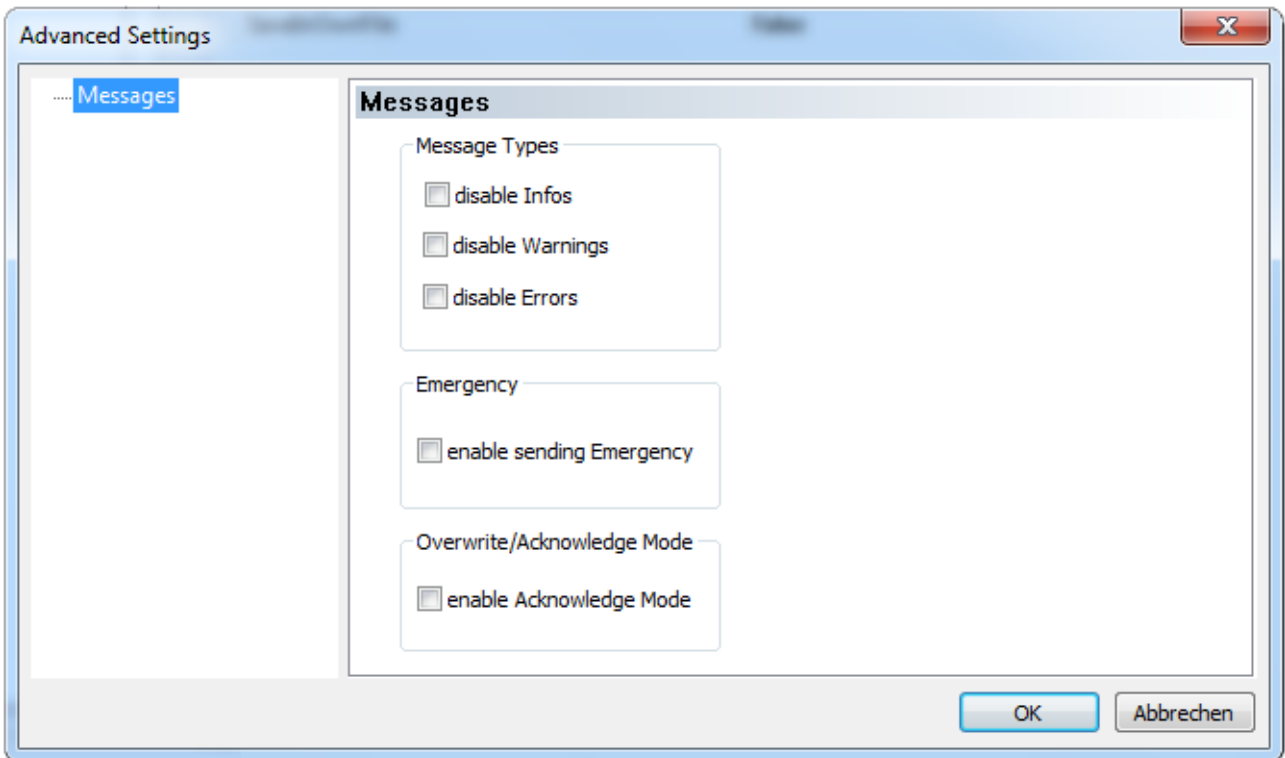 Advanced Settings
Messages
Messages
Message Types
disable Infos
disable Warnings
disable Errors
Emergency
enable sending Emergency
Overwrite/Acknowledge Mode
enable Acknowledge Mode
OK
Abbrechen